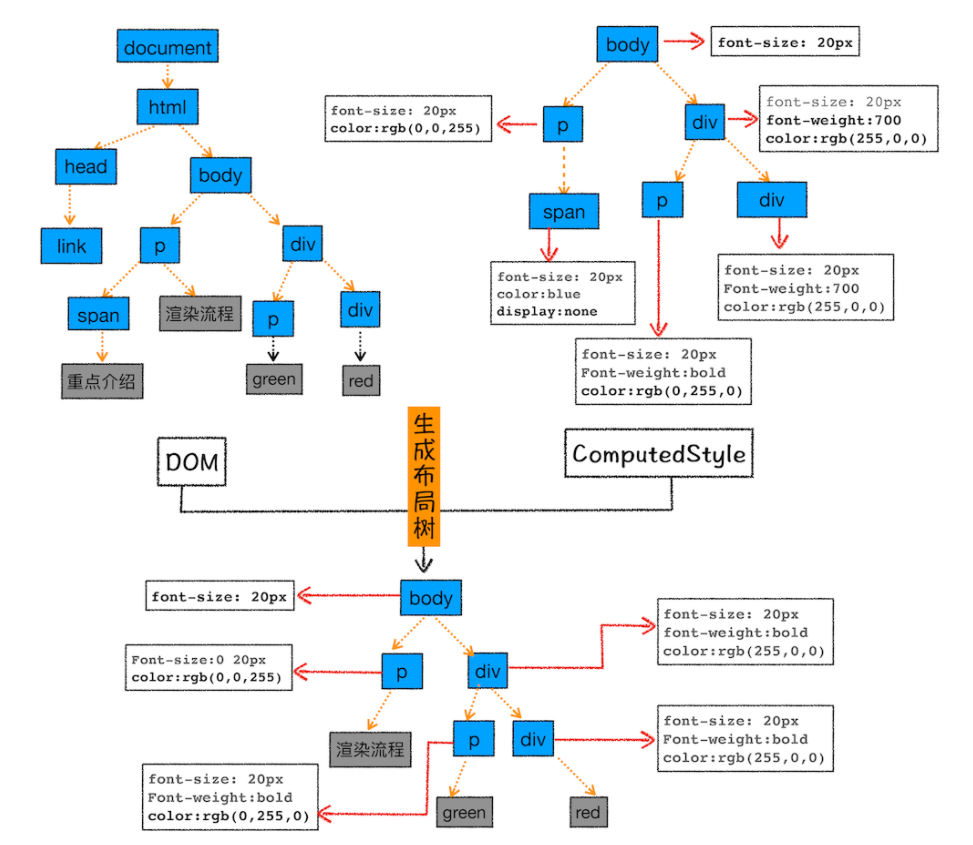 document
html
head
body
link
p
div
span
渲染流程
p
div
重点介绍
green
red
body
font-size: 20px
font-size: 20px
color:rgb(0,0,255)
p
div
font-size: 20px
font-weight:700
color:rgb(255,0,0)
span
p
div
font-size: 20px
color:blue
display:none
font-size: 20px
Font-weight:700
color:rgb(255,0,0)
font-size: 20px
Font-weight:bold
color:rgb(0,255,0)
DOM
生成布局树
ComputedStyle
font-size: 20px
body
font-size: 20px
font-weight:bold
color:rgb(255,0,0)
Font-size:0 20px
color:rgb(0,0,255)
p
div
渲染流程
p
div
font-size: 20px
Font-weight:bold
color:rgb(255,0,0)
font-size: 20px
Font-weight:bold
color:rgb(0,255,0)
green
red